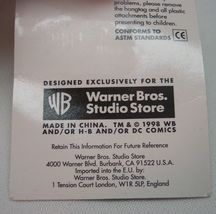 problems, please remove
the hangtag and all plastic
attachments before
presenting to children.
CONFORMS TO
ASTM STANDARDS CE
DESIGNED EXCLUSIVELY FOR THE
WB Warner Bros.
Studio Store
MADE IN CHINA. TM & © 1998 WB
AND/OR H-B AND/OR DC COMICS
Retain This Information For Future Reference
Warner Bros. Studio Store
4000 Warner Blvd. Burbank, CA 91522 U.S.A.
Imported into the E.U. by
Warner Bros. Studio Store.
1 Tension Court London, W1R 5LP, England